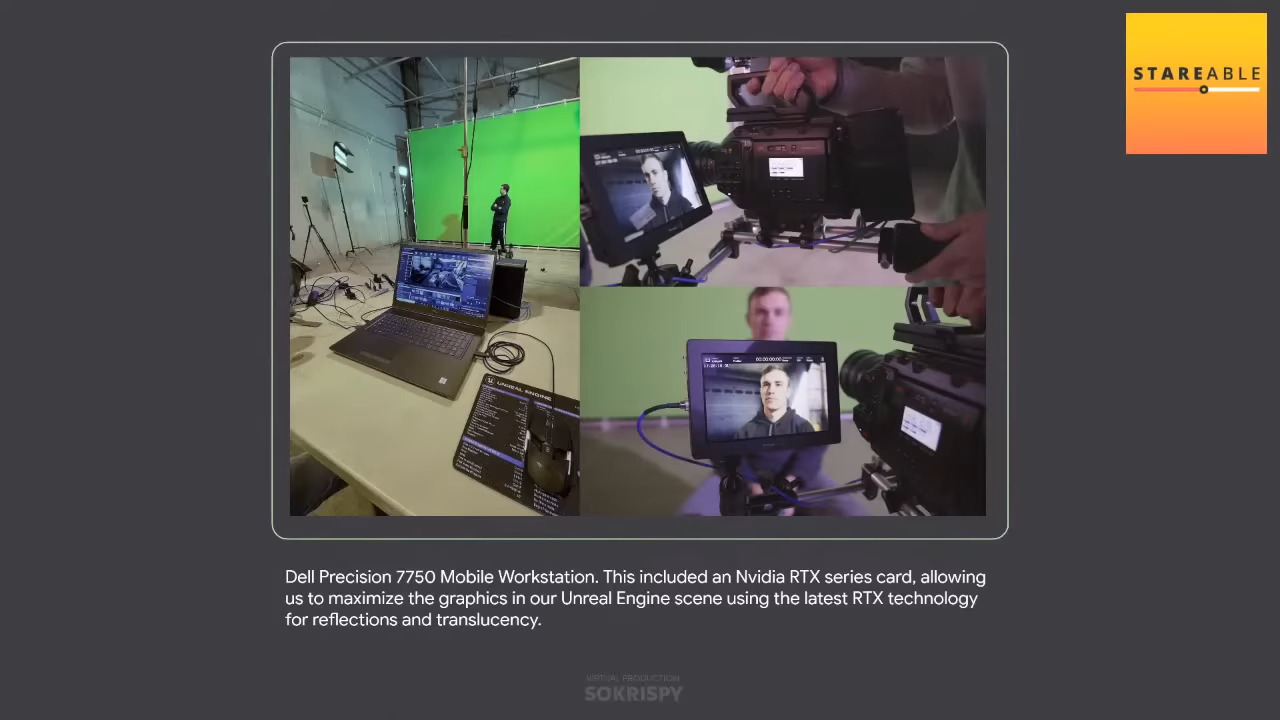 STAREABLE
UNREAL ENGINE
Dell Precision 7750 Mobile Workstation. This included an Nvidia RTX series card, allowing
us to maximize the graphics in our Unreal Engine scene using the latest RTX technology
for reflections and translucency.
VIRTUAL PRODUCTION
SOKRISPY